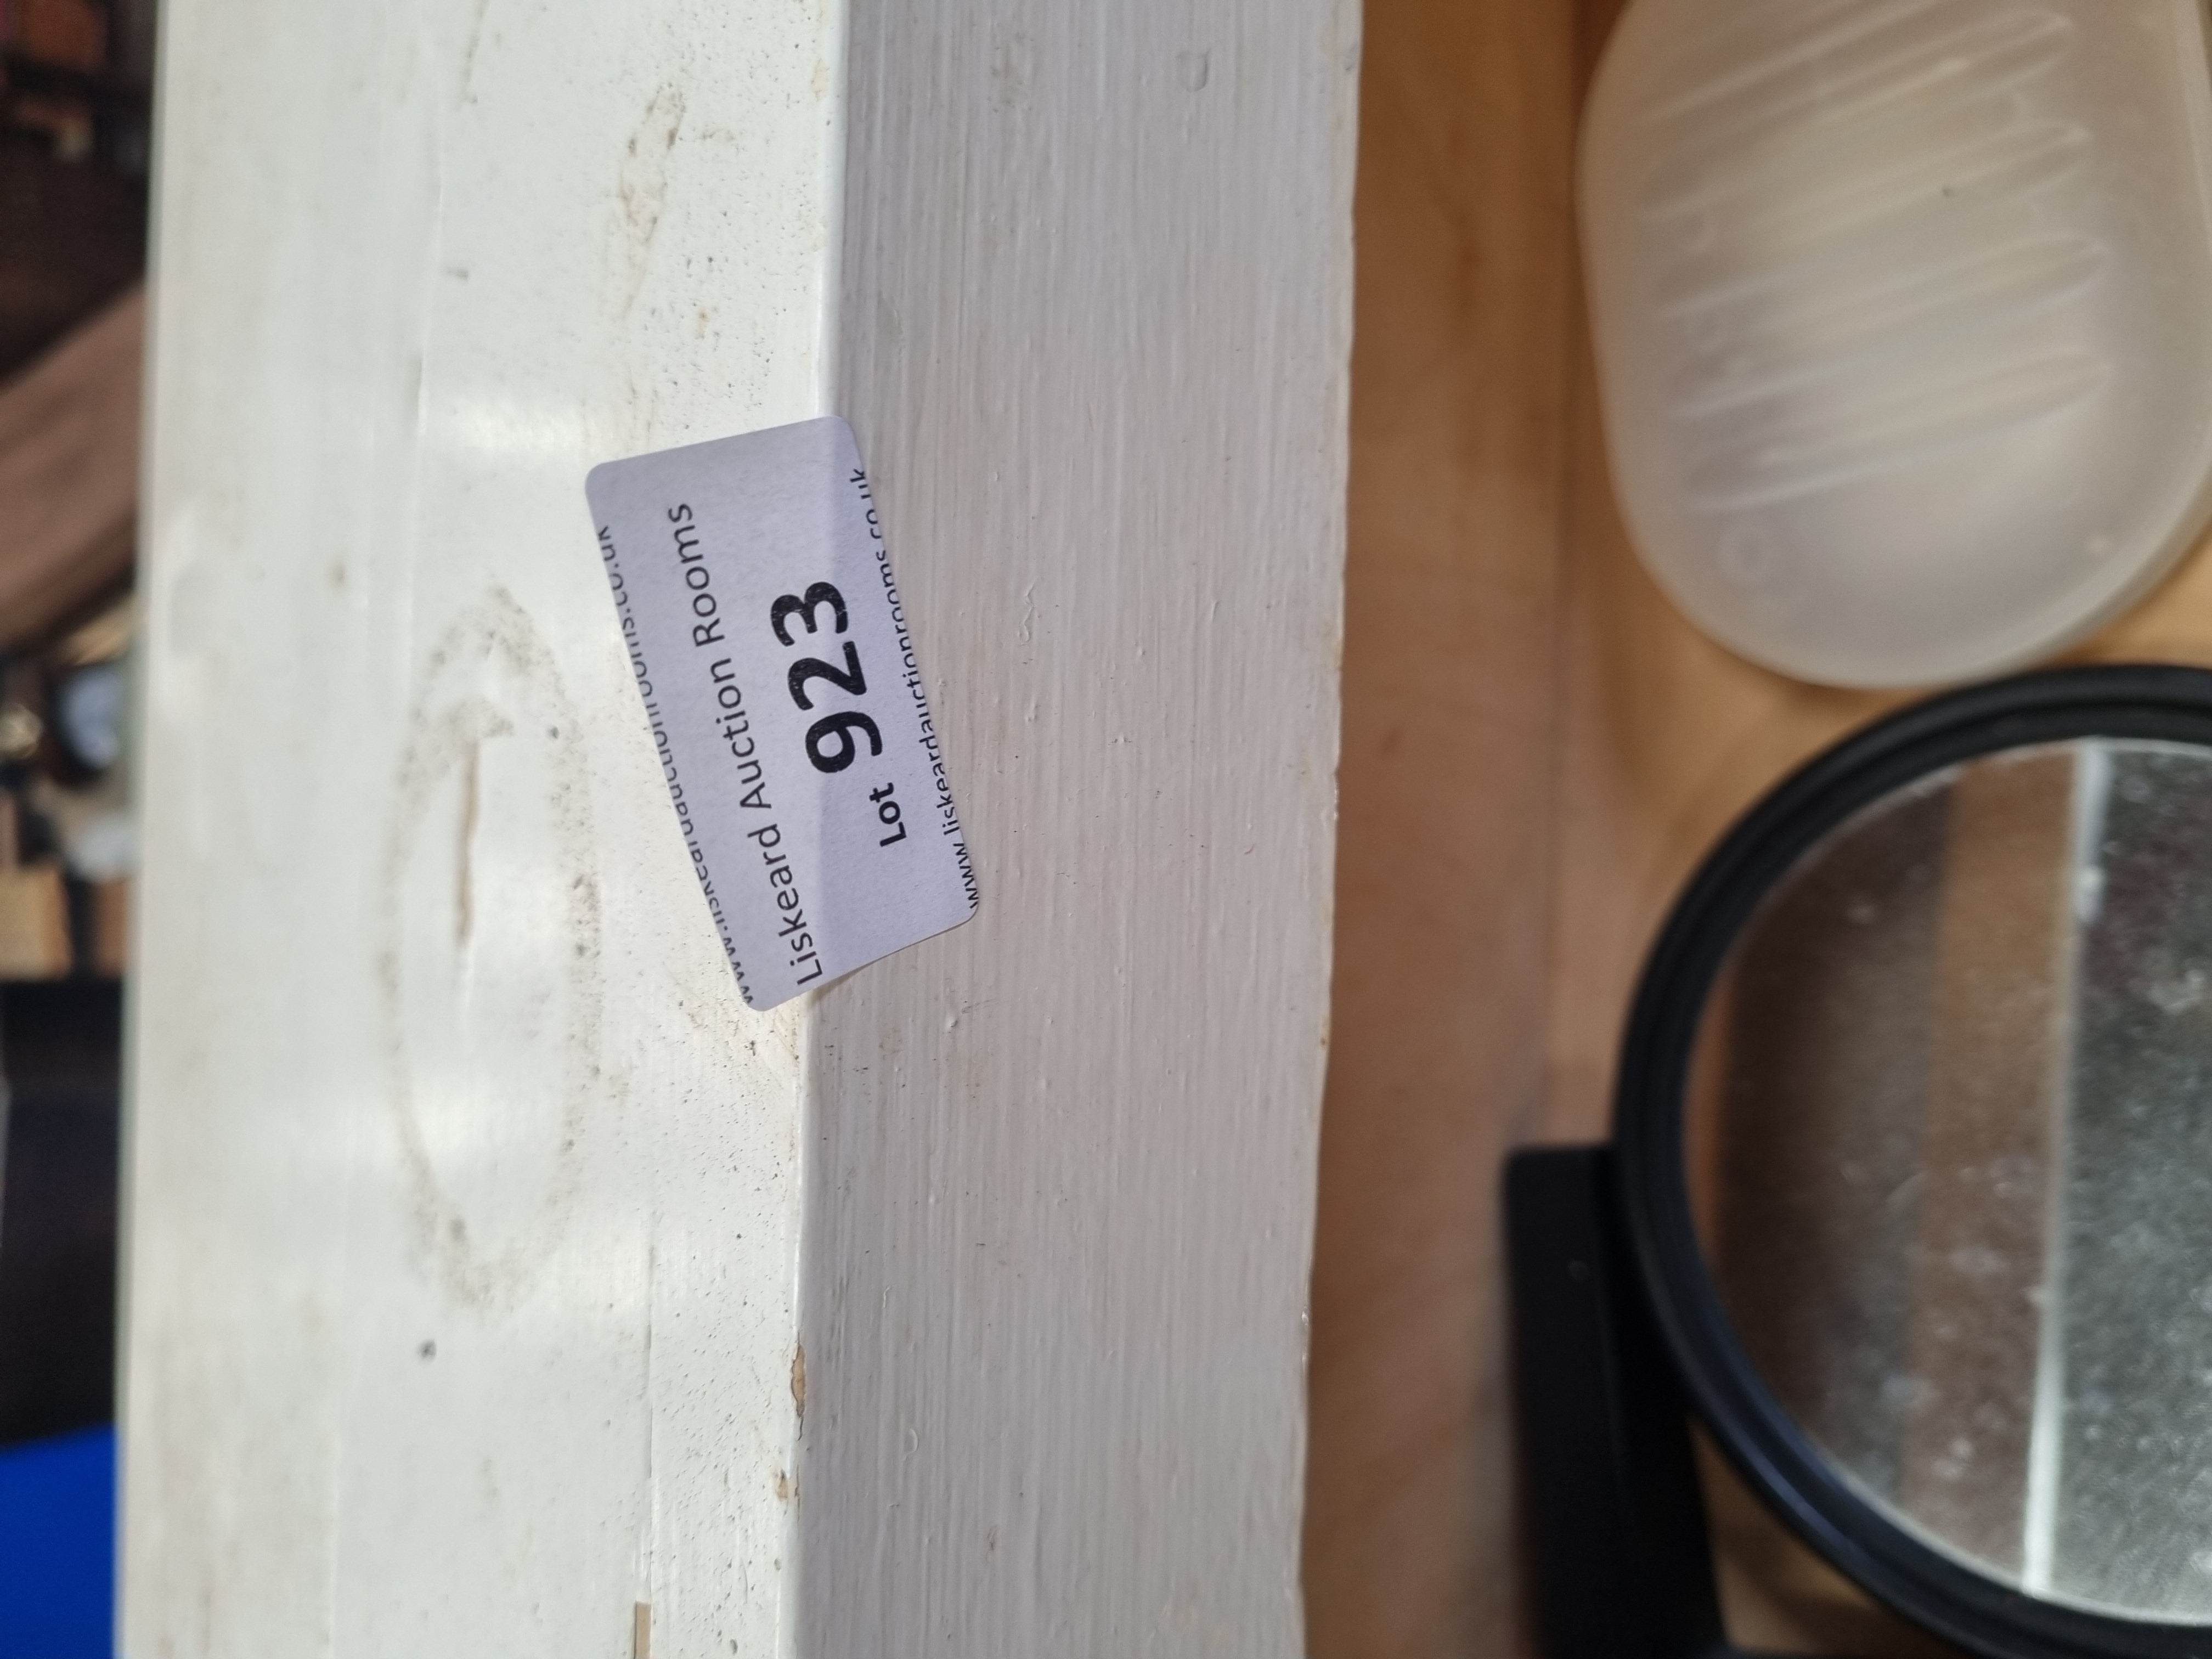 www.liskeardauctionrooms.co.uk
Liskeard Auction Rooms
Lot 923
www.liskeardauctionrooms.co.uk